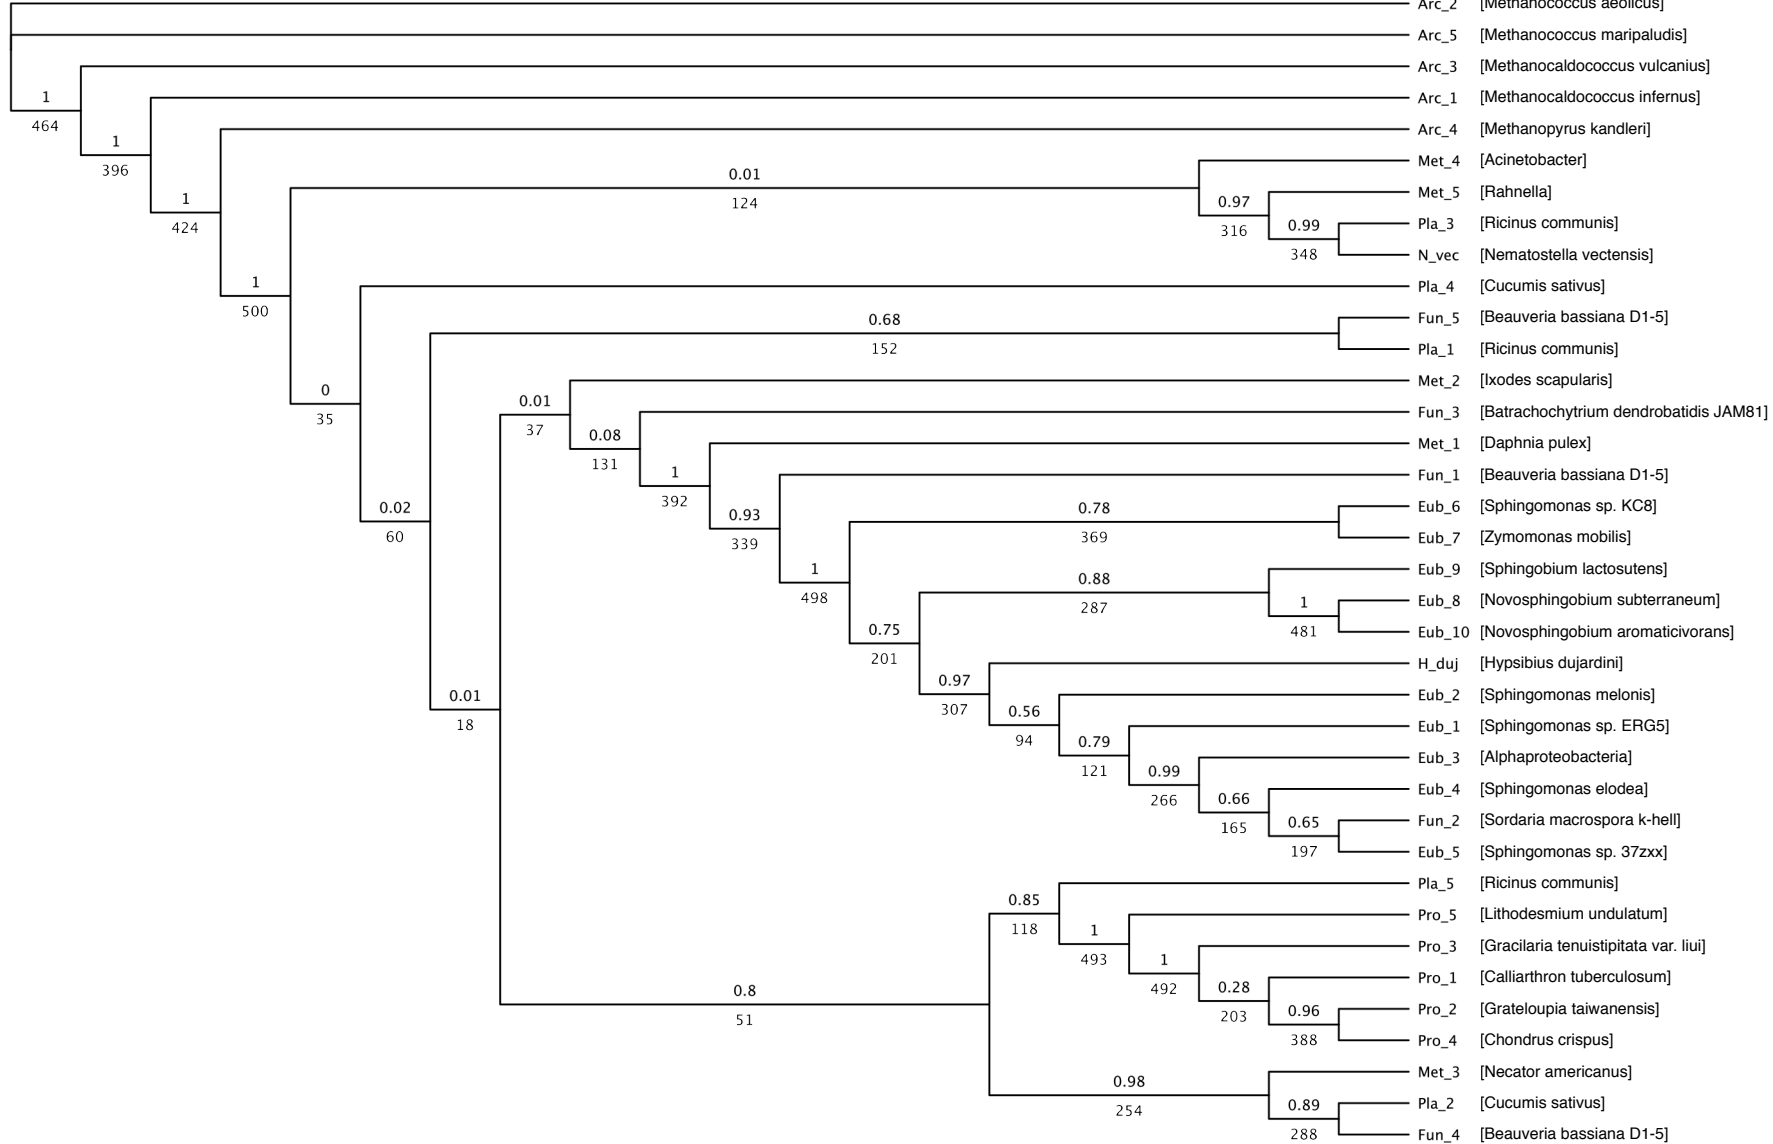 Arc_2 [Methanococcus aeolicus]
Arc_5 [Methanococcus maripaludis]
Arc_3 [Methanocaldococcus vulcanius]
1
464
Arc_1 [Methanocaldococcus infernus]
1
396
Arc_4 [Methanopyrus kandleri]
1
424
Met_4 [Acinetobacter]
0.01
124
Met_5 [Rahnella]
0.97
316
Pla_3 [Ricinus communis]
0.99
348
N_vec [Nematostella vectensis]
1
500
Pla_4 [Cucumis sativus]
Fun_5 [Beauveria bassiana D1-5]
0.68
152
Pla_1 [Ricinus communis]
0
35
Met_2 [Ixodes scapularis]
0.01
37
Fun_3 [Batrachochytrium dendrobatidis JAM81]
0.08
131
Met_1 [Daphnia pulex]
1
392
Fun_1 [Beauveria bassiana D1-5]
0.93
339
Eub_6 [Sphingomonas sp. KC8]
0.78
369
0.02
60
Eub_7 [Zymomonas mobilis]
1
498
Eub_9 [Sphingobium lactosutens]
0.88
287
Eub_8 [Novosphingobium subterraneum]
1
481
Eub_10 [Novosphingobium aromaticivorans]
0.75
201
H_duj [Hypsibius dujardini]
0.97
307
Eub_2 [Sphingomonas melonis]
0.01
18
0.56
94
Eub_1 [Sphingomonas sp. ERG5]
0.79
121
Eub_3 [Alphaproteobacteria]
0.99
266
Eub_4 [Sphingomonas elodea]
0.66
165
Fun_2 [Sordaria macrospora k-hell]
0.65
197
Eub_5 [Sphingomonas sp. 37zxx]
Pla_5 [Ricinus communis]
0.85
118
Pro_5 [Lithodesmium undulatum]
1
493
Pro_3 [Gracilaria tenuistipitata var. liui]
1
492
Pro_1 [Calliarthron tuberculosum]
0.28
203
0.8
51
Pro_2 [Grateloupia taiwanensis]
0.96
388
Pro_4 [Chondrus crispus]
Met_3 [Necator americanus]
0.98
254
Pla_2 [Cucumis sativus]
0.89
288
Fun_4 [Beauveria bassiana D1-5]